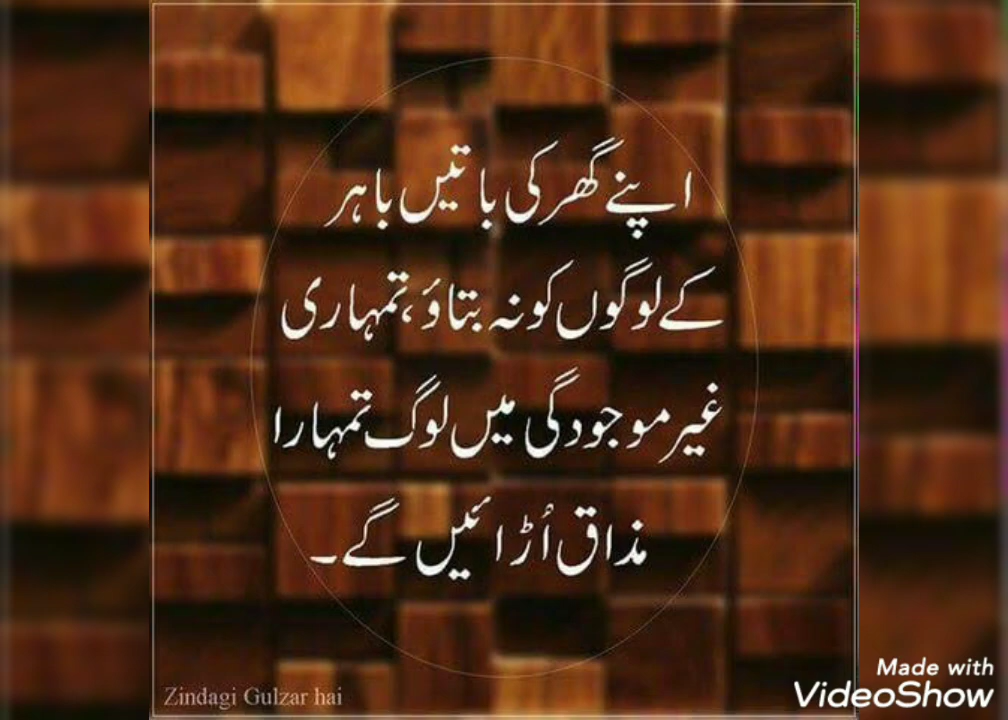 اپنے گھر کی باتیں باہر
کے لوگوں کو نہ بتاؤ، تمہاری
غیر موجودگی میں لوگ تمہارا
مذاق اُڑائیں گے۔
Zindagi Gulzar hai
Made with
VideoShow